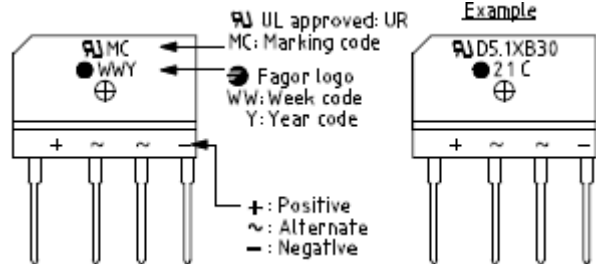 MC
WWY
+ ~ ~ −
UL approved: UR
MC: Marking code
Fagor logo
WW: Week code
Y: Year code
+ : Positive
~ : Alternate
− : Negative
Example
D5.1XB30
21C
+ ~ ~ −